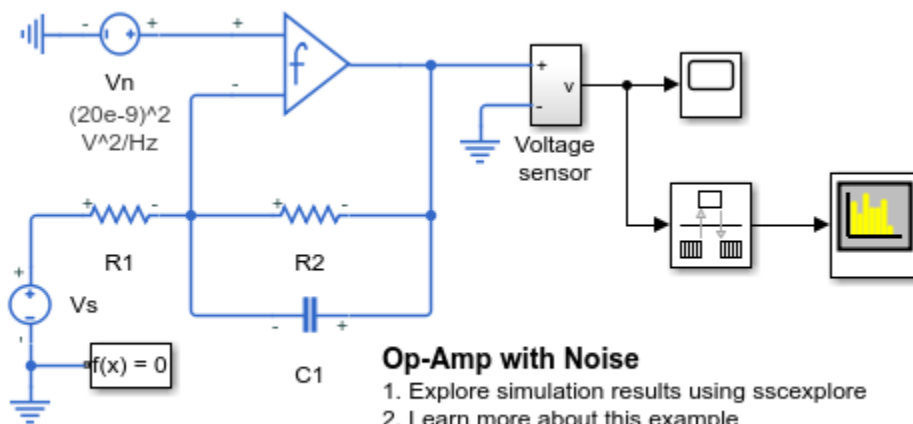 - + + f -
Vn
(20e-9)^2
V^2/Hz
+ - v
Voltage
sensor
+ - + -
R1
R2
+ -
Vs
- +
f(x) = 0
C1
Op-Amp with Noise
1. Explore simulation results using sscexplore
2. Learn more about this example